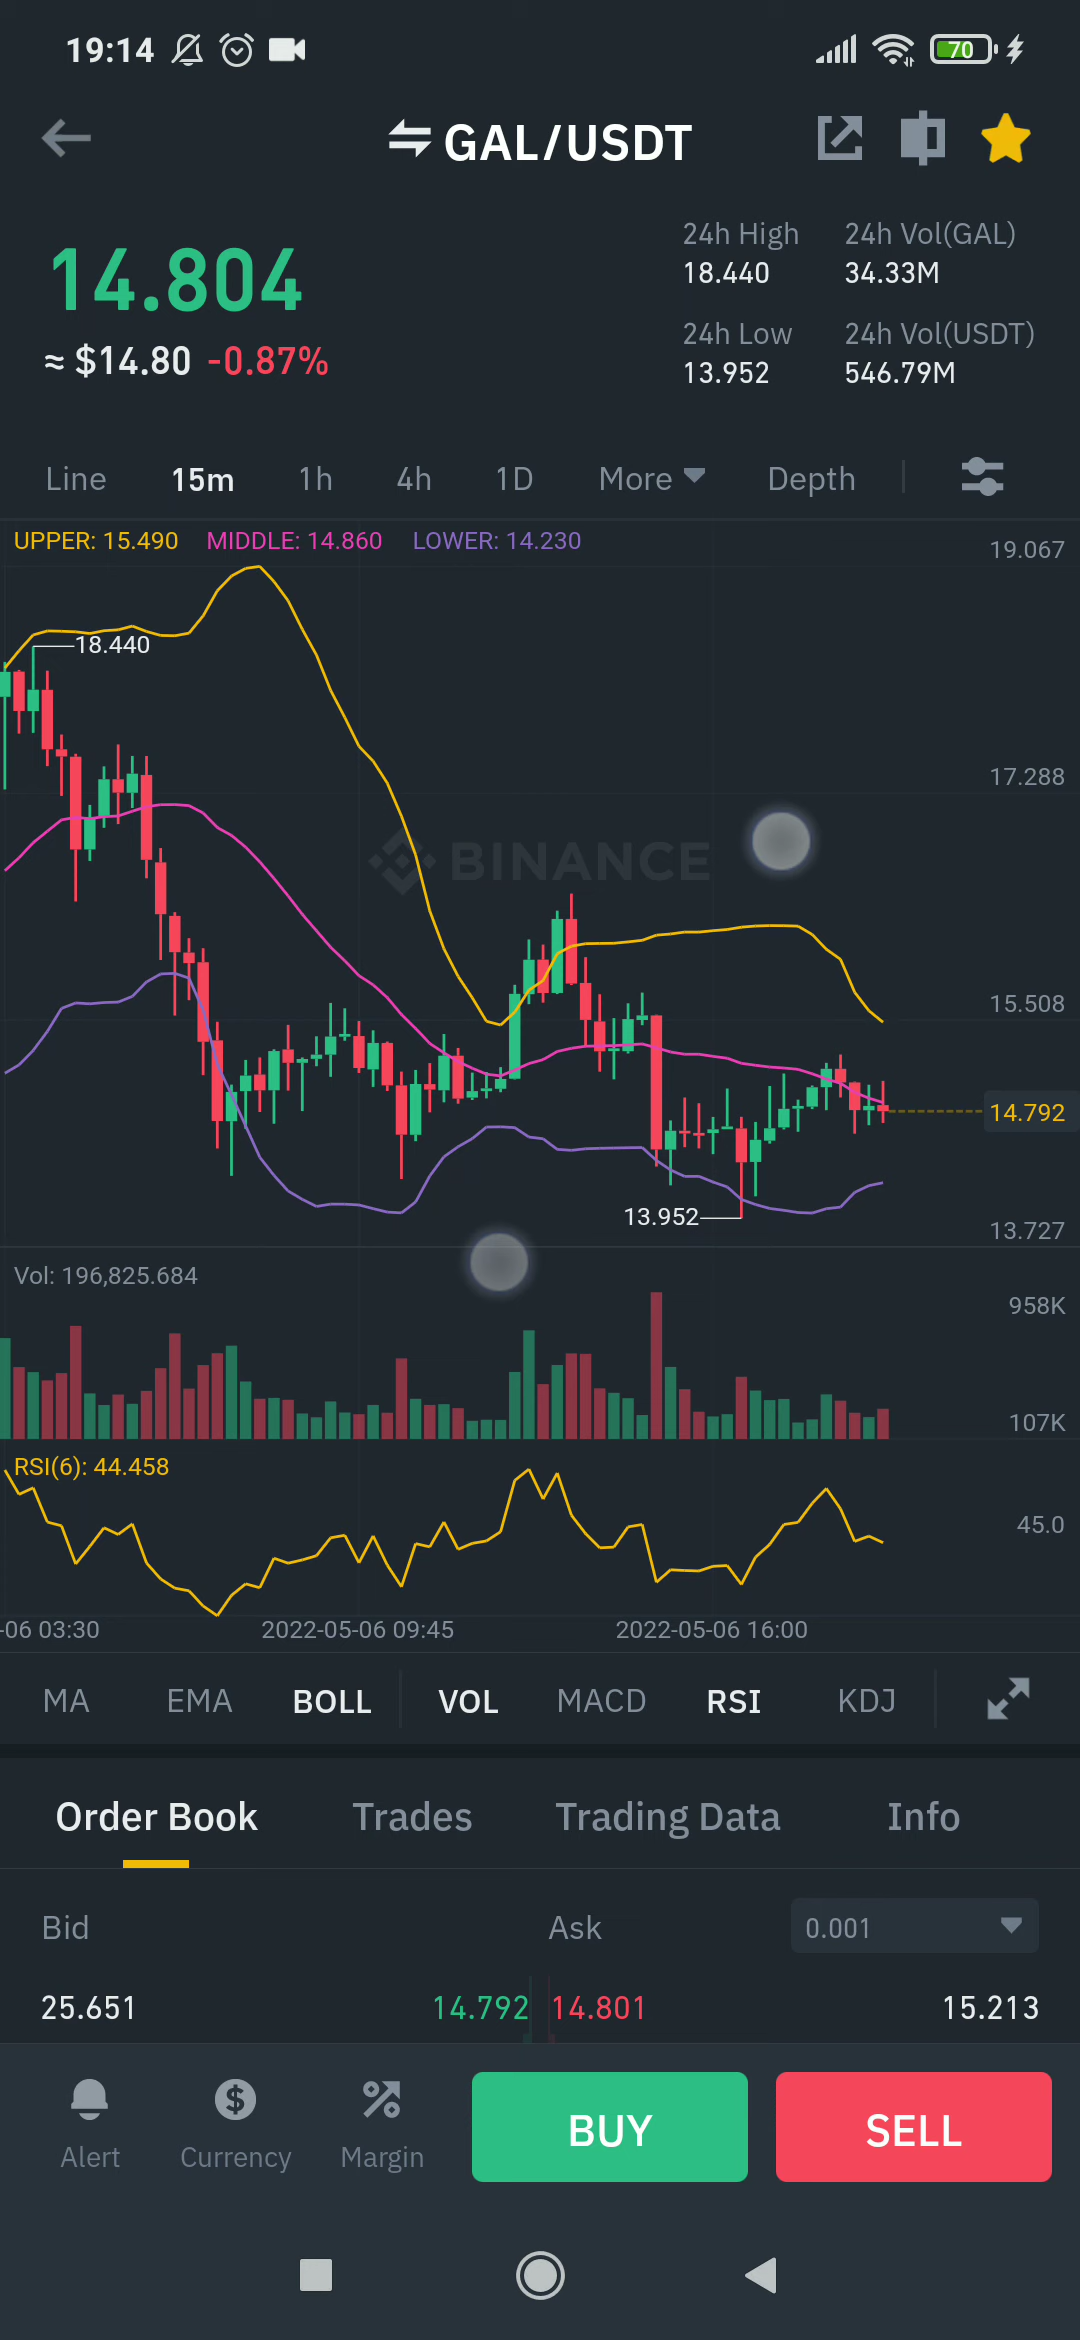 19:14 70
GAL/USDT
14.804
≈ $14.80 -0.87%
24h High 24h Vol(GAL)
18.440 34.33M
24h Low 24h Vol(USDT)
13.952 546.79M
Line 15m 1h 4h 1D More Depth
UPPER: 15.490 MIDDLE: 14.860 LOWER: 14.230
19.067
18.440
17.288
BINANCE
15.508
14.792
13.952
13.727
Vol: 196,825.684
958K
107K
RSI(6): 44.458
45.0
-06 03:30 2022-05-06 09:45 2022-05-06 16:00
MA EMA BOLL VOL MACD RSI KDJ
Order Book Trades Trading Data Info
Bid Ask 0.001
25.651 14.792 14.801 15.213
Alert Currency Margin BUY SELL